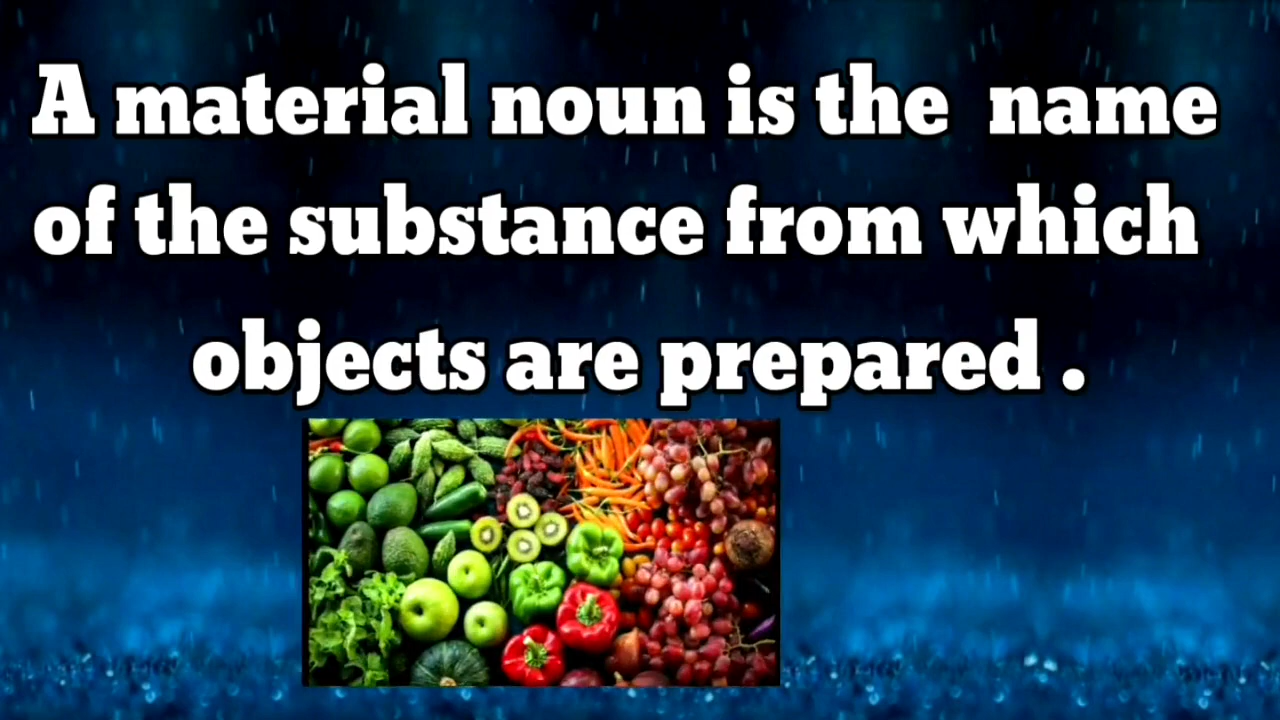 A material noun is the name
of the substance from which
objects are prepared .